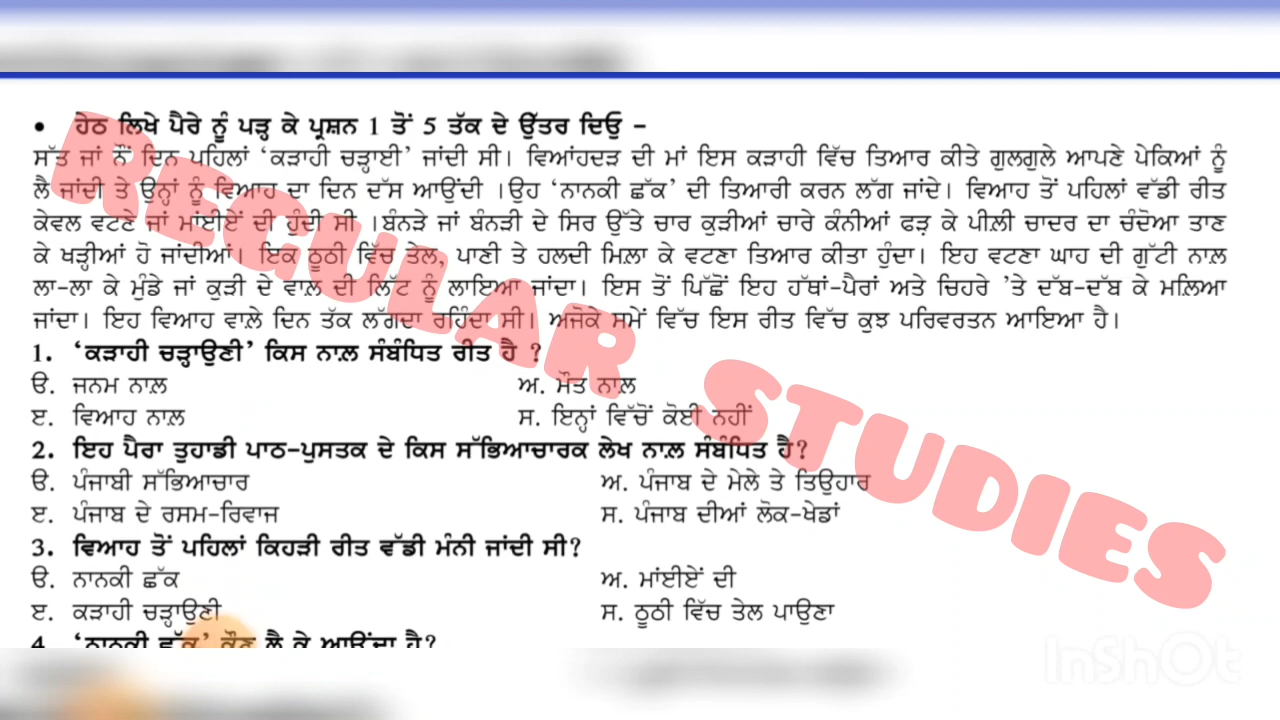 • ਹੇਠ ਲਿਖੇ ਪੈਰੇ ਨੂੰ ਪੜ੍ਹ ਕੇ ਪ੍ਰਸ਼ਨ 1 ਤੋਂ 5 ਤੱਕ ਦੇ ਉੱਤਰ ਦਿਓ –
ਸੱਤ ਜਾਂ ਨੌਂ ਦਿਨ ਪਹਿਲਾਂ ‘ਕੜਾਹੀ ਚੜ੍ਹਾਈ’ ਜਾਂਦੀ ਸੀ। ਵਿਆਂਹਦੜ ਦੀ ਮਾਂ ਇਸ ਕੜਾਹੀ ਵਿੱਚ ਤਿਆਰ ਕੀਤੇ ਗੁਲਗੁਲੇ ਆਪਣੇ ਪੇਕਿਆਂ ਨੂੰ
ਲੈ ਜਾਂਦੀ ਤੇ ਉਨ੍ਹਾਂ ਨੂੰ ਵਿਆਹ ਦਾ ਦਿਨ ਦੱਸ ਆਉਂਦੀ ।ਉਹ ‘ਨਾਨਕੀ ਛੱਕ’ ਦੀ ਤਿਆਰੀ ਕਰਨ ਲੱਗ ਜਾਂਦੇ। ਵਿਆਹ ਤੋਂ ਪਹਿਲਾਂ ਵੱਡੀ ਰੀਤ
ਕੇਵਲ ਵਟਣੇ ਜਾਂ ਮਾਂਈਏਂ ਦੀ ਹੁੰਦੀ ਸੀ ।ਬੰਨੜੇ ਜਾਂ ਬੰਨੜੀ ਦੇ ਸਿਰ ਉੱਤੇ ਚਾਰ ਕੁੜੀਆਂ ਚਾਰੇ ਕੰਨੀਆਂ ਫੜ ਕੇ ਪੀਲ਼ੀ ਚਾਦਰ ਦਾ ਚੰਦੋਆ ਤਾਣ
ਕੇ ਖੜ੍ਹੀਆਂ ਹੋ ਜਾਂਦੀਆਂ। ਇਕ ਠੂਠੀ ਵਿੱਚ ਤੇਲ, ਪਾਣੀ ਤੇ ਹਲਦੀ ਮਿਲ਼ਾ ਕੇ ਵਟਣਾ ਤਿਆਰ ਕੀਤਾ ਹੁੰਦਾ। ਇਹ ਵਟਣਾ ਘਾਹ ਦੀ ਗੁੱਟੀ ਨਾਲ਼
ਲਾ-ਲਾ ਕੇ ਮੁੰਡੇ ਜਾਂ ਕੁੜੀ ਦੇ ਵਾਲ਼ ਦੀ ਲਿੱਟ ਨੂੰ ਲਾਇਆ ਜਾਂਦਾ। ਇਸ ਤੋਂ ਪਿੱਛੋਂ ਇਹ ਹੱਥਾਂ-ਪੈਰਾਂ ਅਤੇ ਚਿਹਰੇ ’ਤੇ ਦੱਬ-ਦੱਬ ਕੇ ਮਲ਼ਿਆ
ਜਾਂਦਾ। ਇਹ ਵਿਆਹ ਵਾਲ਼ੇ ਦਿਨ ਤੱਕ ਲੱਗਦਾ ਰਹਿੰਦਾ ਸੀ। ਅਜੋਕੇ ਸਮੇਂ ਵਿੱਚ ਇਸ ਰੀਤ ਵਿੱਚ ਕੁਝ ਪਰਿਵਰਤਨ ਆਇਆ ਹੈ।
1. ‘ਕੜਾਹੀ ਚੜ੍ਹਾਉਣੀ’ ਕਿਸ ਨਾਲ਼ ਸੰਬੰਧਿਤ ਰੀਤ ਹੈ ?
ੳ. ਜਨਮ ਨਾਲ਼ ਅ. ਮੌਤ ਨਾਲ਼
ੲ. ਵਿਆਹ ਨਾਲ਼ ਸ. ਇਨ੍ਹਾਂ ਵਿੱਚੋਂ ਕੋਈ ਨਹੀਂ
2. ਇਹ ਪੈਰਾ ਤੁਹਾਡੀ ਪਾਠ-ਪੁਸਤਕ ਦੇ ਕਿਸ ਸੱਭਿਆਚਾਰਕ ਲੇਖ ਨਾਲ਼ ਸੰਬੰਧਿਤ ਹੈ?
ੳ. ਪੰਜਾਬੀ ਸੱਭਿਆਚਾਰ ਅ. ਪੰਜਾਬ ਦੇ ਮੇਲੇ ਤੇ ਤਿਉਹਾਰ
ੲ. ਪੰਜਾਬ ਦੇ ਰਸਮ-ਰਿਵਾਜ ਸ. ਪੰਜਾਬ ਦੀਆਂ ਲੋਕ-ਖੇਡਾਂ
3. ਵਿਆਹ ਤੋਂ ਪਹਿਲਾਂ ਕਿਹੜੀ ਰੀਤ ਵੱਡੀ ਮੰਨੀ ਜਾਂਦੀ ਸੀ?
ੳ. ਨਾਨਕੀ ਛੱਕ ਅ. ਮਾਂਈਏਂ ਦੀ
ੲ. ਕੜਾਹੀ ਚੜ੍ਹਾਉਣੀ ਸ. ਠੂਠੀ ਵਿੱਚ ਤੇਲ ਪਾਉਣਾ
4. ‘ਨਾਨਕੀ ਛੱਕ’ ਕੌਣ ਲੈ ਕੇ ਆਉਂਦਾ ਹੈ?
REGULAR STUDIES
InShOt